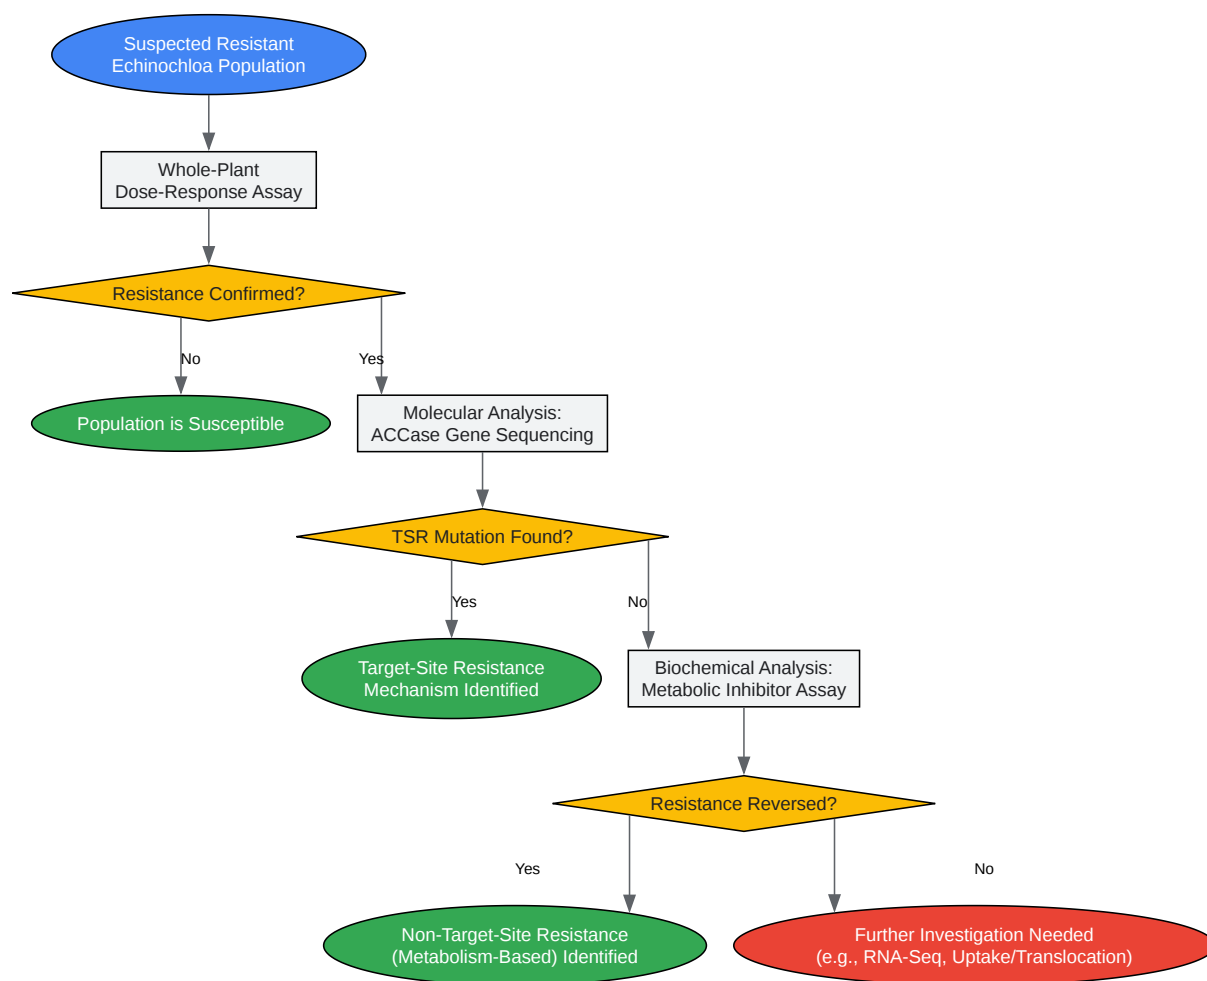 Suspected Resistant
Echinochloa Population
Whole-Plant
Dose-Response Assay
Resistance Confirmed?
No
Yes
Population is Susceptible
Molecular Analysis:
ACCase Gene Sequencing
TSR Mutation Found?
Yes
No
Target-Site Resistance
Mechanism Identified
Biochemical Analysis:
Metabolic Inhibitor Assay
Resistance Reversed?
Yes
No
Non-Target-Site Resistance
(Metabolism-Based) Identified
Further Investigation Needed
(e.g., RNA-Seq, Uptake/Translocation)